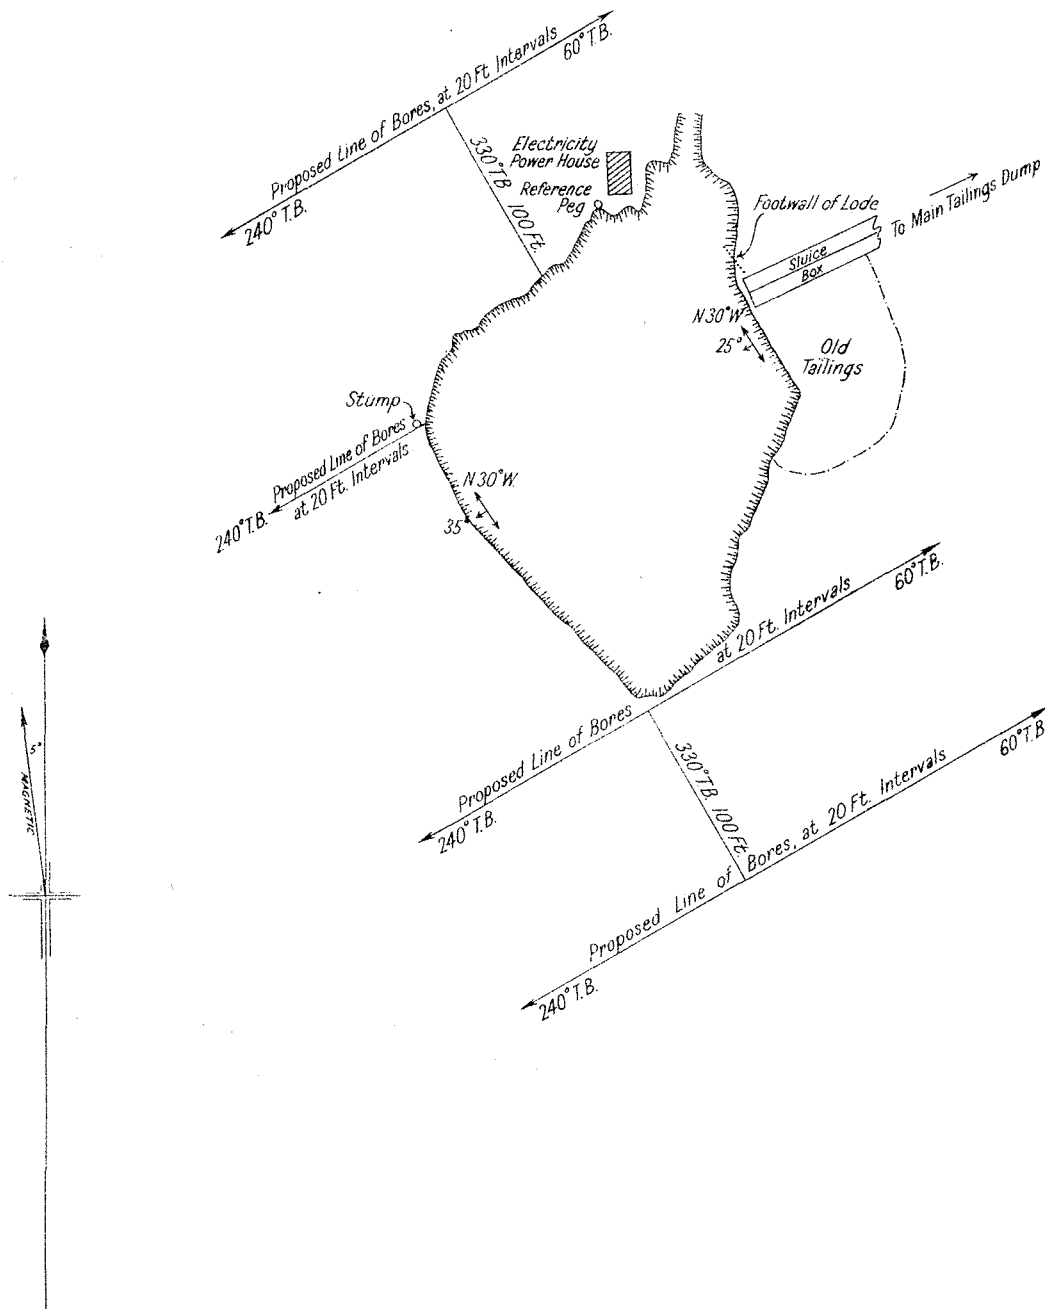 Proposed Line of Bores, at 20 Ft Intervals
60° T.B.
240° T.B.
330° T.B. 100 Ft.
Electricity
Power House
Reference
Peg
Footwall of Lode
To Main Tailings Dump
Sluice
Box
N 30° W
25°
Old
Tailings
Stump
Proposed Line of Bores
at 20 Ft. Intervals
240° T.B.
N 30° W.
35°
Proposed Line of Bores at 20 Ft. Intervals
60° T.B.
240° T.B.
330° T.B. 100 Ft.
Proposed Line of Bores, at 20 Ft. Intervals
60° T.B.
240° T.B.
5°
MAGNETIC